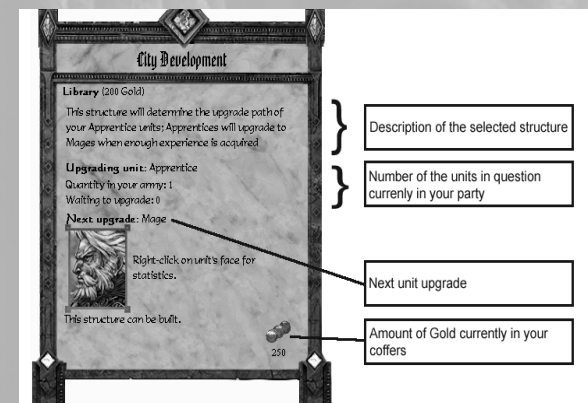 City Development
Library (200 Gold)
This structure will determine the upgrade path of
your Apprentice units; Apprentices will upgrade to
Mages when enough experience is acquired
Upgrading unit: Apprentice
Quantity in your army: 1
Waiting to upgrade: 0
Next upgrade: Mage
Right-click on unit's face for
statistics.
This structure can be built.
250
Description of the selected structure
Number of the units in question
currenly in your party
Next unit upgrade
Amount of Gold currently in your
coffers